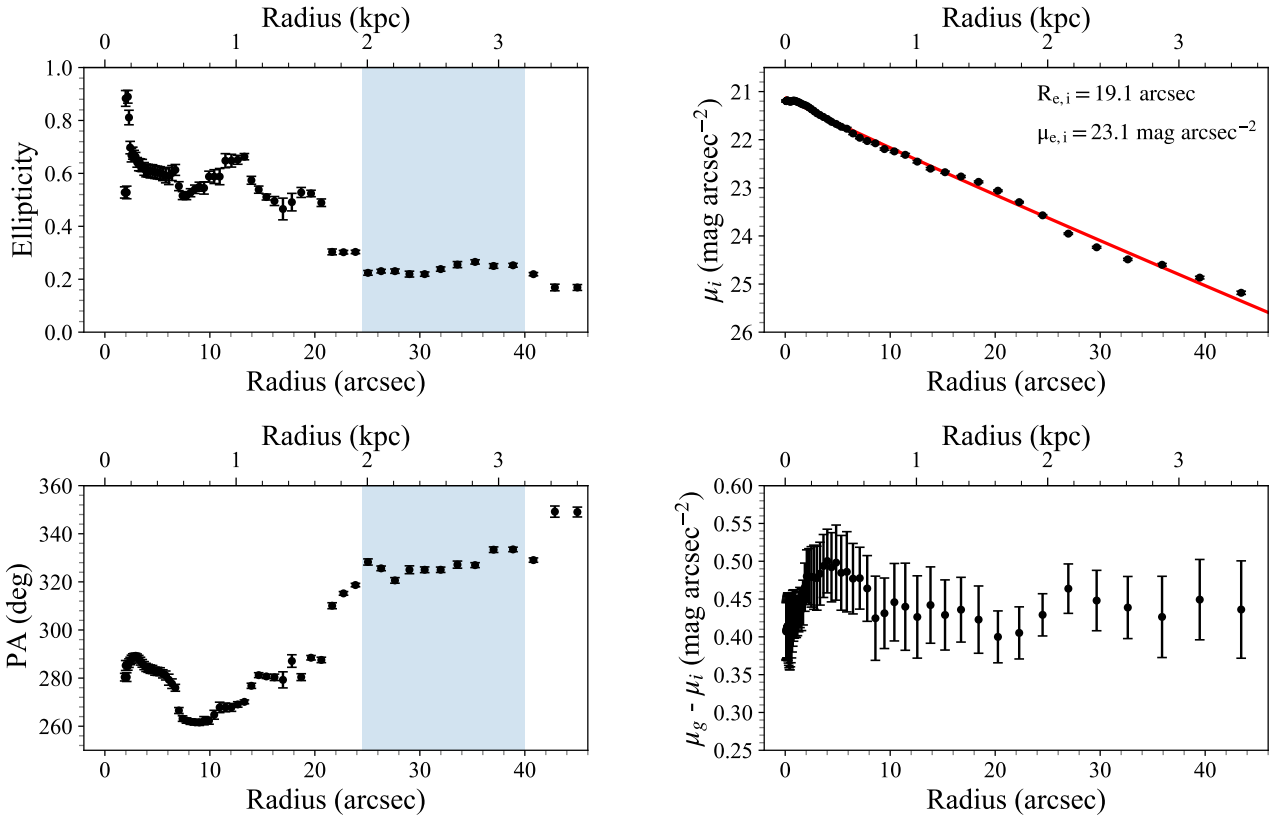 Radius (kpc)
0 1 2 3
1.0
0.8
0.6
0.4
0.2
0.0
Ellipticity
0 10 20 30 40
Radius (arcsec)
Radius (kpc)
0 1 2 3
21
22
23
24
25
26
μi (mag arcsec−2)
Re,i = 19.1 arcsec
μe,i = 23.1 mag arcsec−2
0 10 20 30 40
Radius (arcsec)
Radius (kpc)
0 1 2 3
360
340
320
300
280
260
PA (deg)
0 10 20 30 40
Radius (arcsec)
Radius (kpc)
0 1 2 3
0.60
0.55
0.50
0.45
0.40
0.35
0.30
0.25
μg - μi (mag arcsec−2)
0 10 20 30 40
Radius (arcsec)